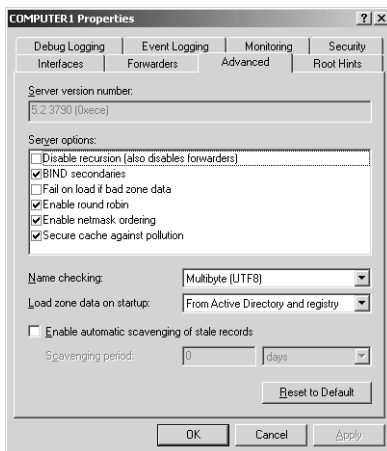 COMPUTER1 Properties
Debug Logging Event Logging Monitoring Security
Interfaces Forwarders Advanced Root Hints
Server version number:
5.2 3790 (0xece)
Server options:
Disable recursion (also disables forwarders)
BIND secondaries
Fail on load if bad zone data
Enable round robin
Enable netmask ordering
Secure cache against pollution
Name checking: Multibyte (UTF8)
Load zone data on startup: From Active Directory and registry
Enable automatic scavenging of stale records
Scavenging period: 0 days
Reset to Default
OK Cancel Apply